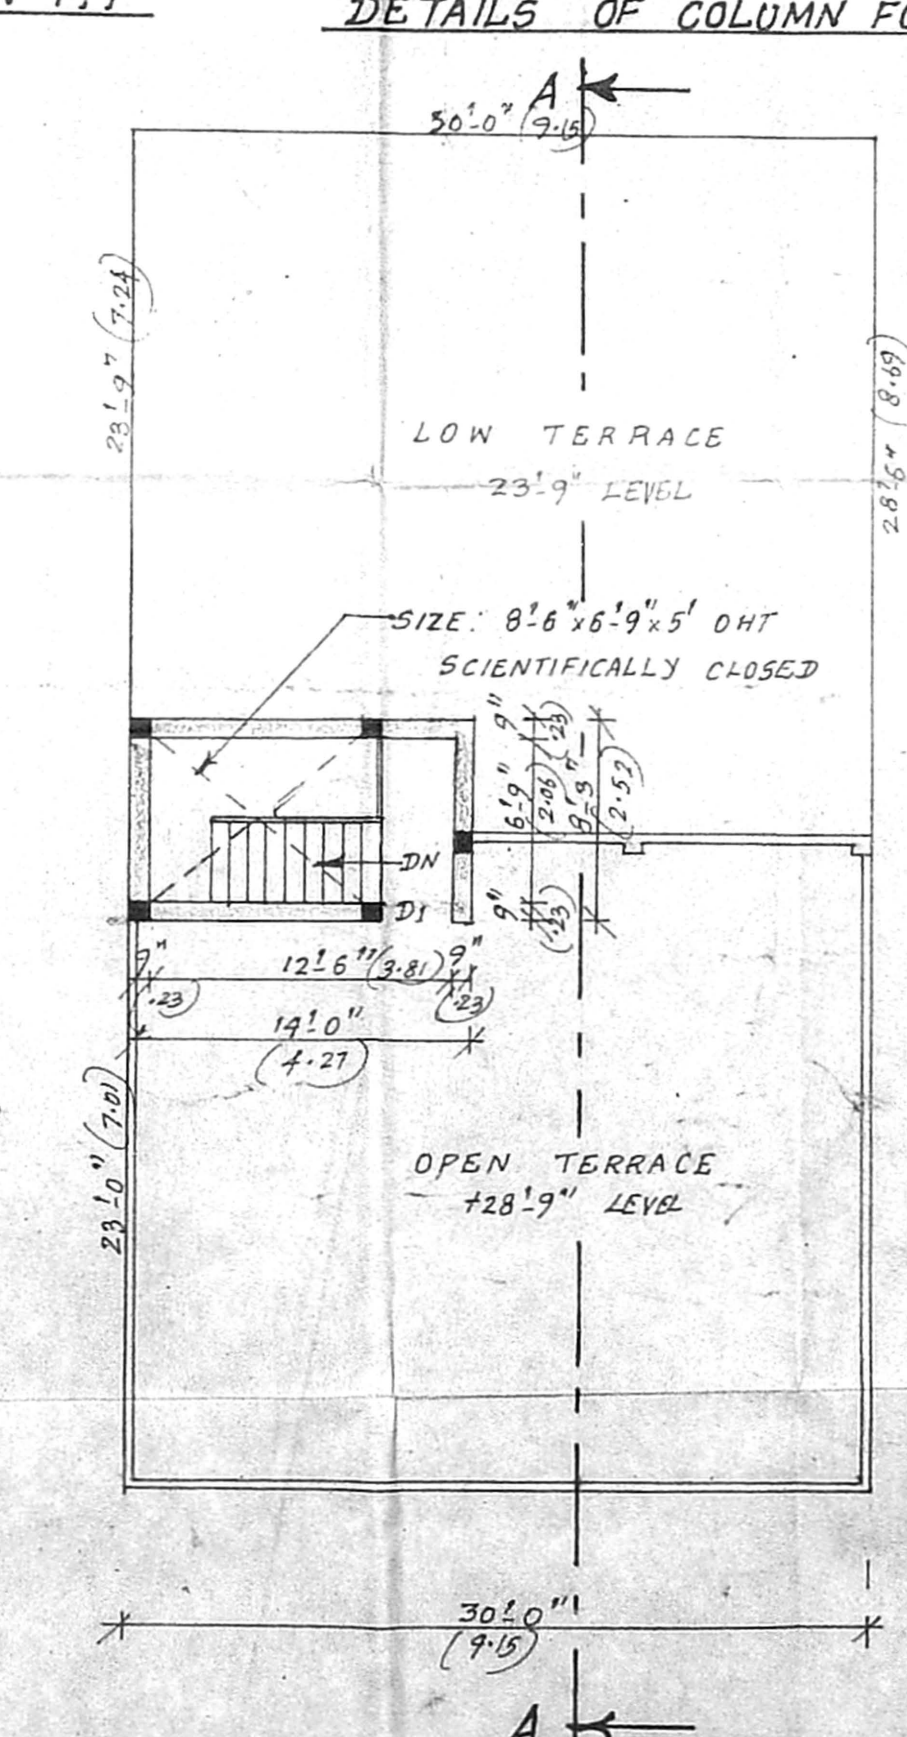 DETAILS OF COLUMN
A
30'-0" (9.15)
23'-9" (7.24)
28'-6" (8.69)
LOW TERRACE
23'-9" LEVEL
SIZE: 8'-6"x6'-9"x5' OHT
SCIENTIFICALLY CLOSED
9" (.23)
6'-9" (2.06)
8'-3" (2.52)
9" (.23)
DN
D1
9" (.23)
12'-6" (3.81)
9" (.23)
14'-0"
(4.27)
23'-0" (7.01)
OPEN TERRACE
+28'-9" LEVEL
30'-0"
(9.15)
A